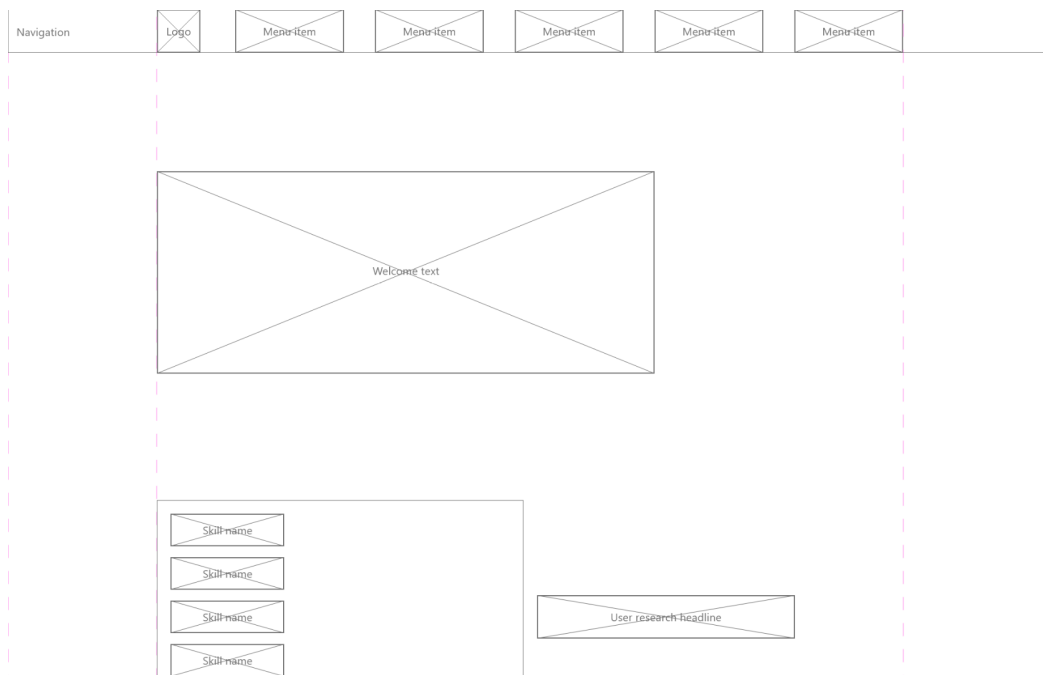 Navigation
Logo
Menu item
Menu item
Menu item
Menu item
Menu item
Welcome text
Skill name
Skill name
Skill name
User research headline
Skill name